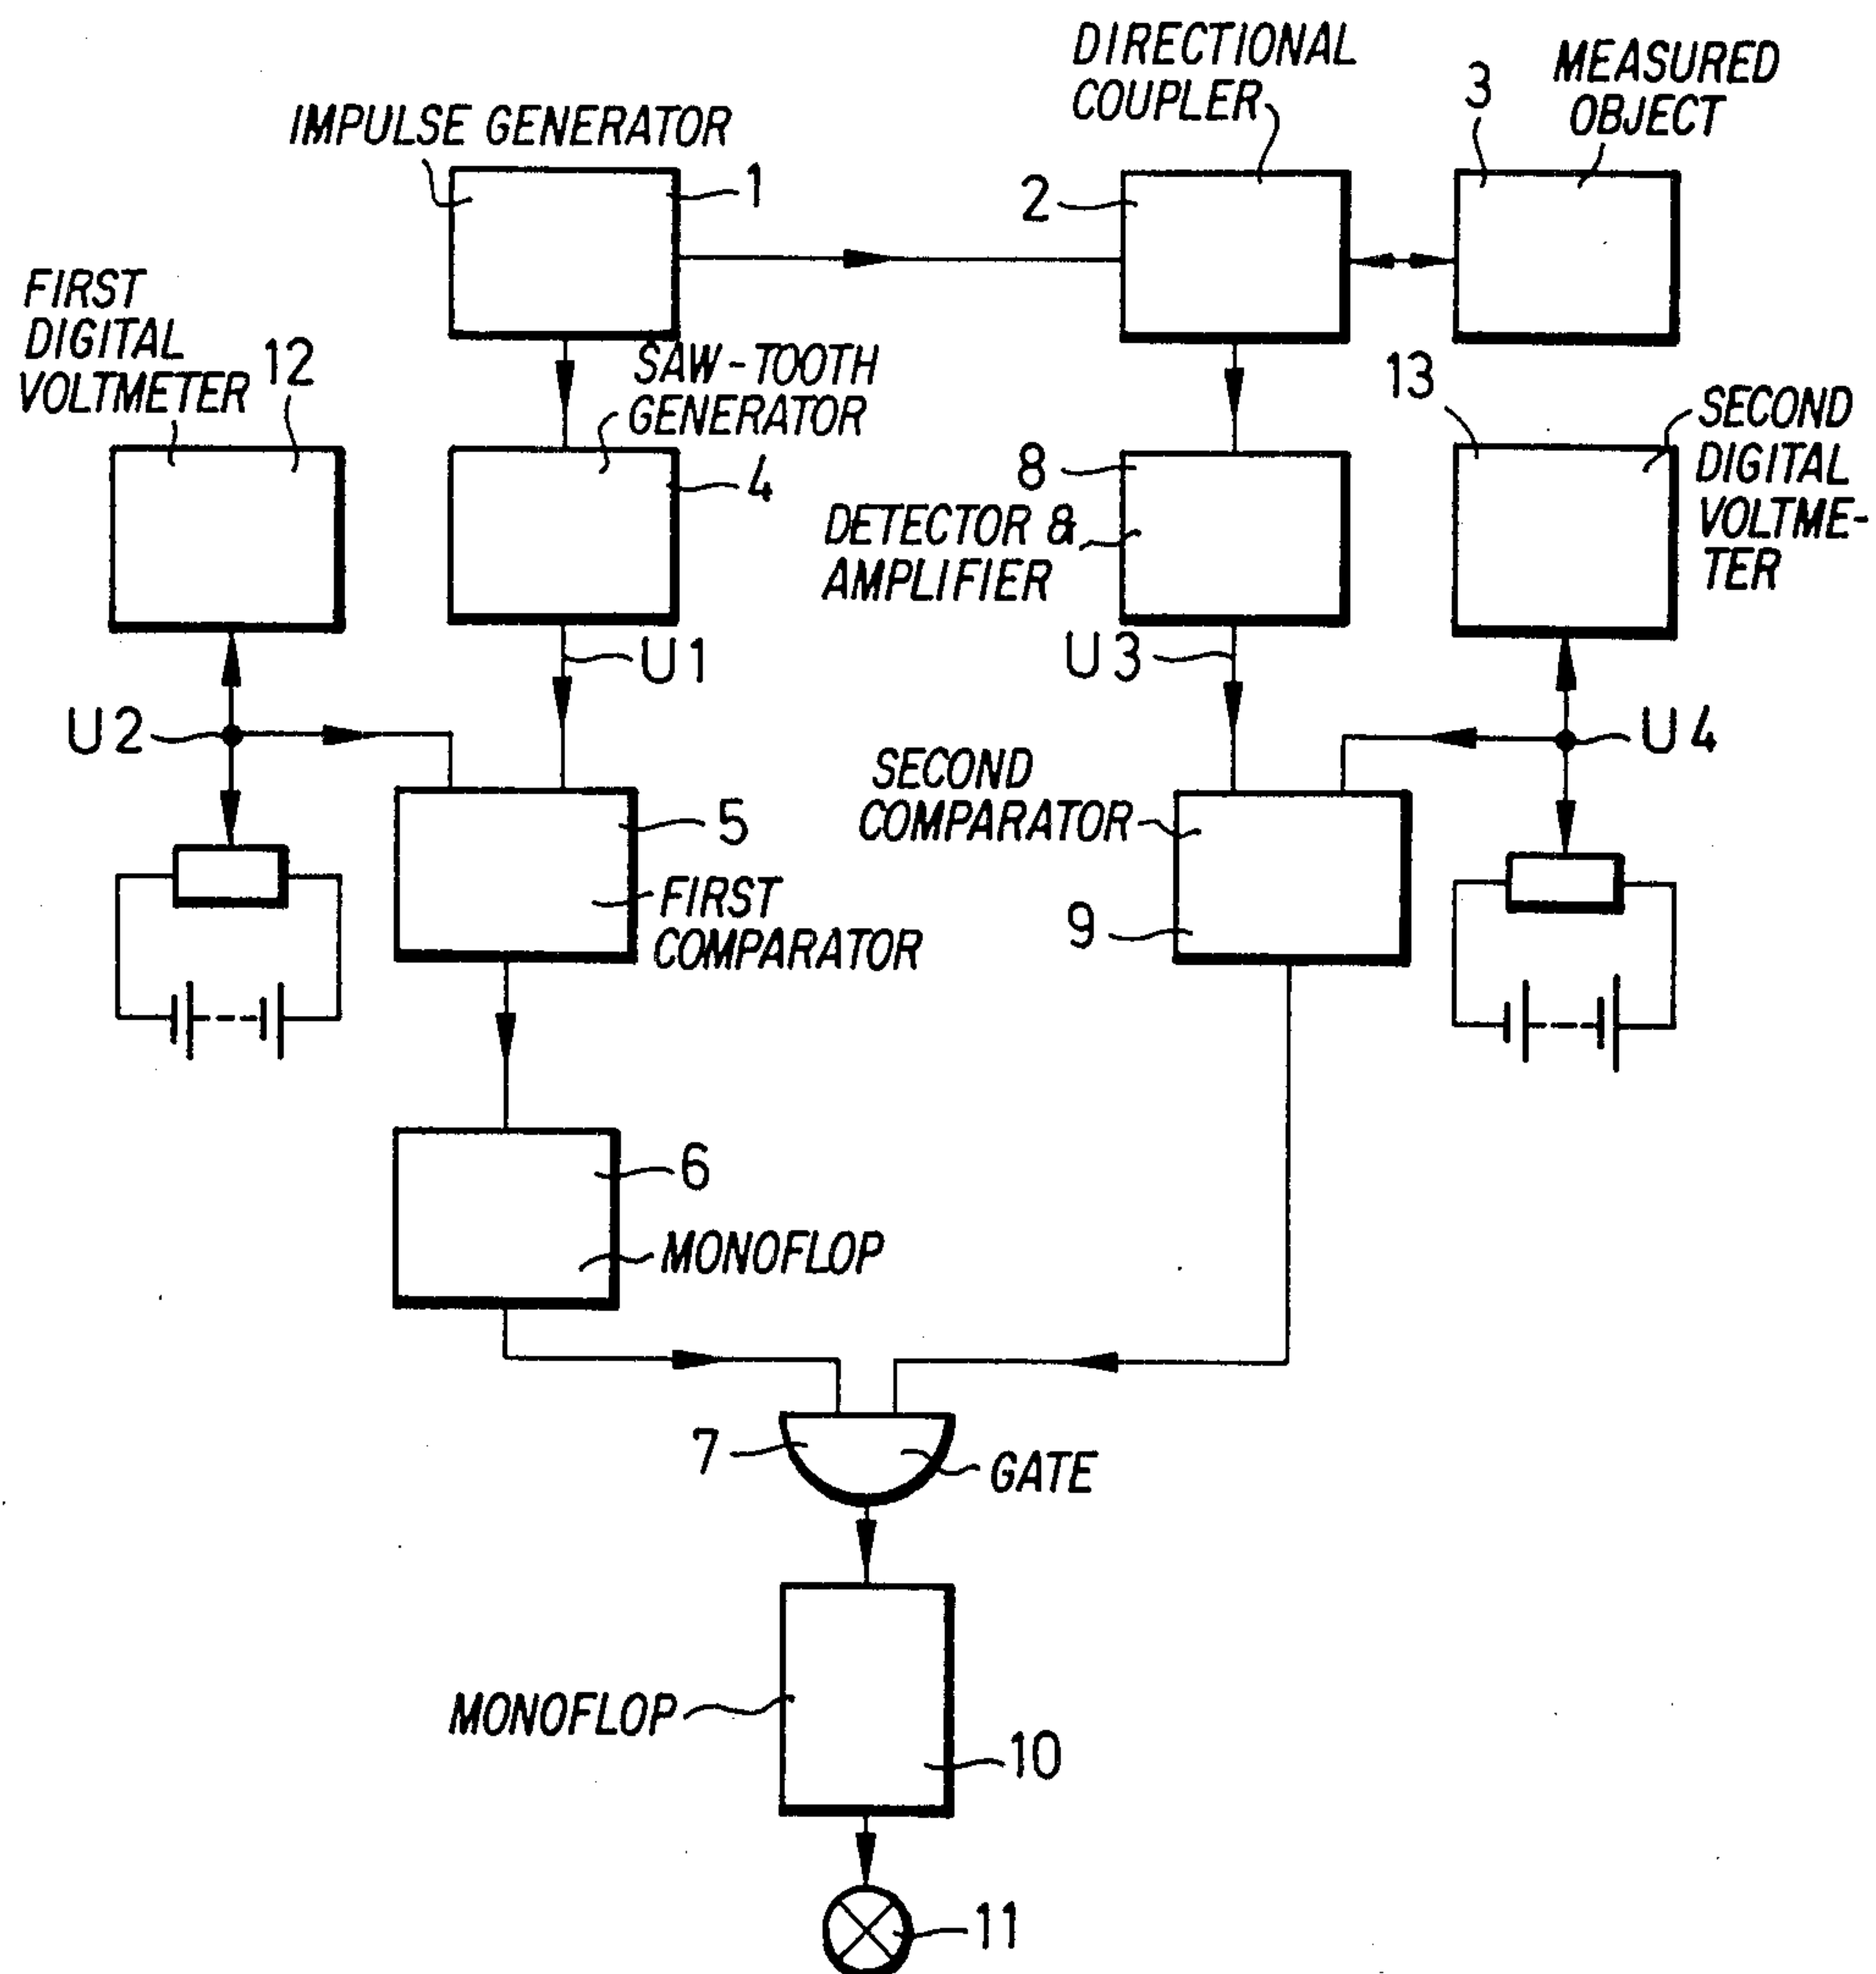 DIRECTIONAL
COUPLER
3
MEASURED
OBJECT
IMPULSE GENERATOR
1
2
FIRST
DIGITAL
VOLTMETER
12
SAW-TOOTH
GENERATOR
4
13
SECOND
DIGITAL
VOLTME-
TER
8
DETECTOR &
AMPLIFIER
U1
U3
U2
U4
SECOND
COMPARATOR
5
FIRST
COMPARATOR
9
6
MONOFLOP
7
GATE
MONOFLOP
10
11